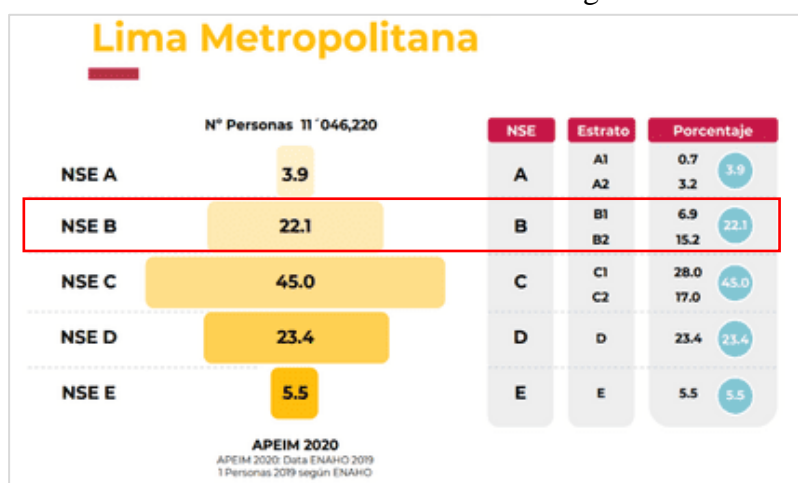 Lima Metropolitana
N° Personas 11´046,220
NSE A 3.9
NSE B 22.1
NSE C 45.0
NSE D 23.4
NSE E 5.5
APEIM 2020
APEIM 2020: Data ENAHO 2019
1 Personas 2019 según ENAHO
NSE Estrato Porcentaje
A A1 0.7 3.9
A2 3.2
B B1 6.9 22.1
B2 15.2
C C1 28.0 45.0
C2 17.0
D D 23.4 23.4
E E 5.5 5.5